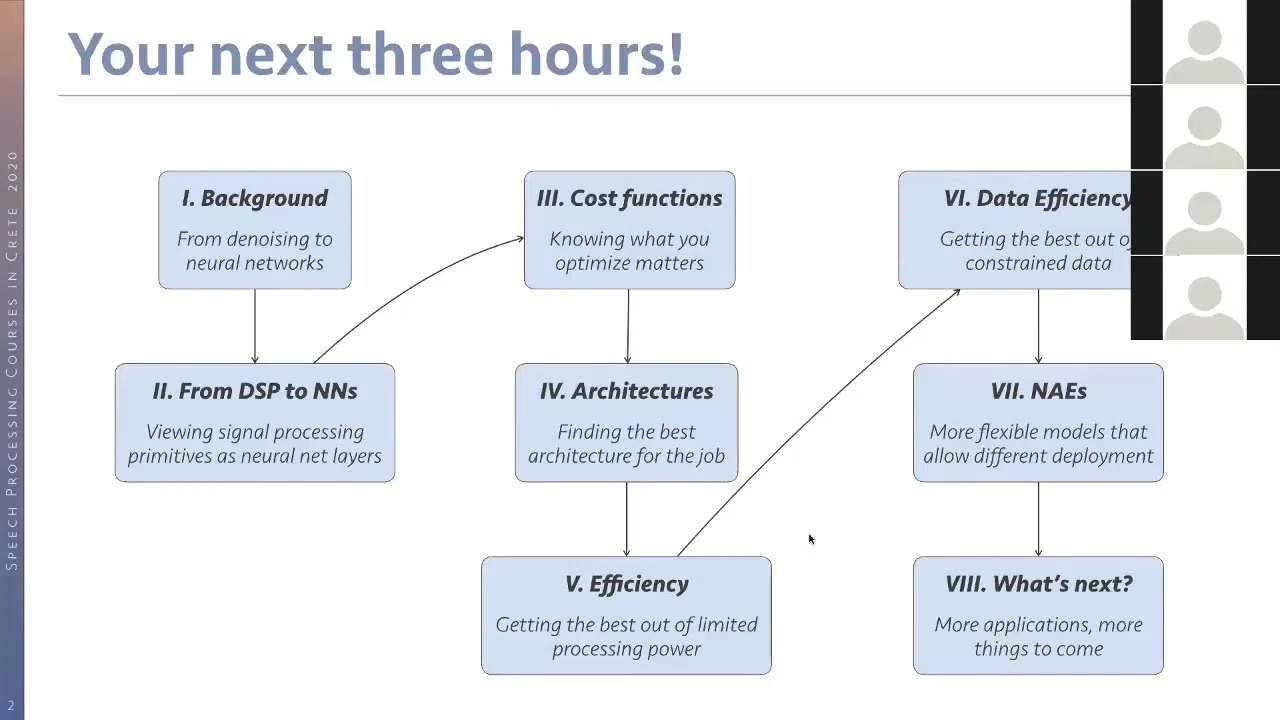 Your next three hours!
I. Background
From denoising to
neural networks
II. From DSP to NNs
Viewing signal processing
primitives as neural net layers
III. Cost functions
Knowing what you
optimize matters
IV. Architectures
Finding the best
architecture for the job
V. Efficiency
Getting the best out of limited
processing power
VI. Data Efficiency
Getting the best out
constrained data
VII. NAEs
More flexible models that
allow different deployment
VIII. What's next?
More applications, more
things to come
Speech Processing Courses in Crete 2020
2